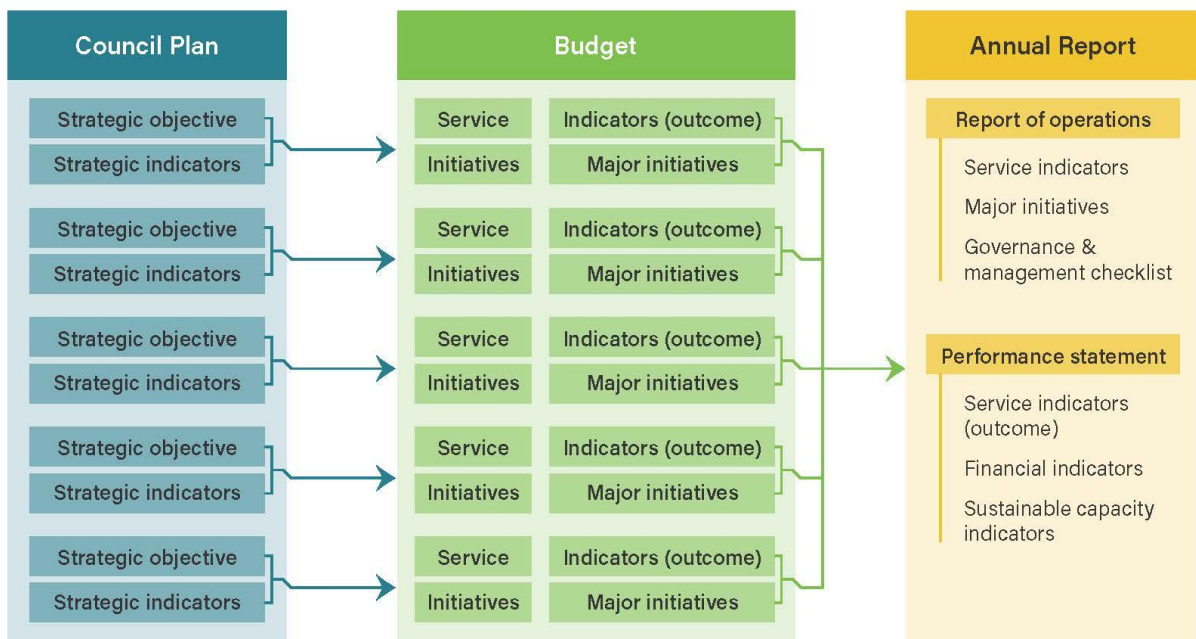 Council Plan
Strategic objective
Strategic indicators
Strategic objective
Strategic indicators
Strategic objective
Strategic indicators
Strategic objective
Strategic indicators
Strategic objective
Strategic indicators
Budget
Service
Indicators (outcome)
Initiatives
Major initiatives
Service
Indicators (outcome)
Initiatives
Major initiatives
Service
Indicators (outcome)
Initiatives
Major initiatives
Service
Indicators (outcome)
Initiatives
Major initiatives
Service
Indicators (outcome)
Initiatives
Major initiatives
Annual Report
Report of operations
Service indicators
Major initiatives
Governance &
management checklist
Performance statement
Service indicators
(outcome)
Financial indicators
Sustainable capacity
indicators